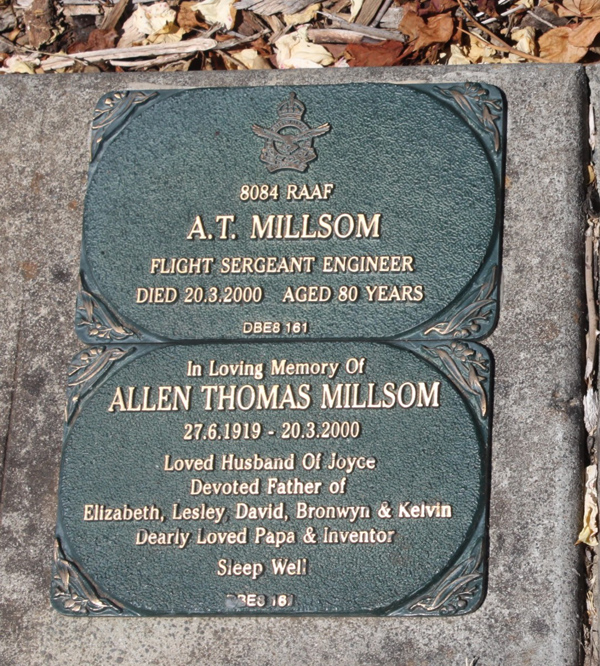 8084 RAAF
A.T. MILLSOM
FLIGHT SERGEANT ENGINEER
DIED 20.3.2000 AGED 80 YEARS
DBE8 161
In Loving Memory Of
ALLEN THOMAS MILLSOM
27.6.1919 - 20.3.2000
Loved Husband Of Joyce
Devoted Father of
Elizabeth, Lesley, David, Bronwyn & Kelvin
Dearly Loved Papa & Inventor
Sleep Well
DBE8 161